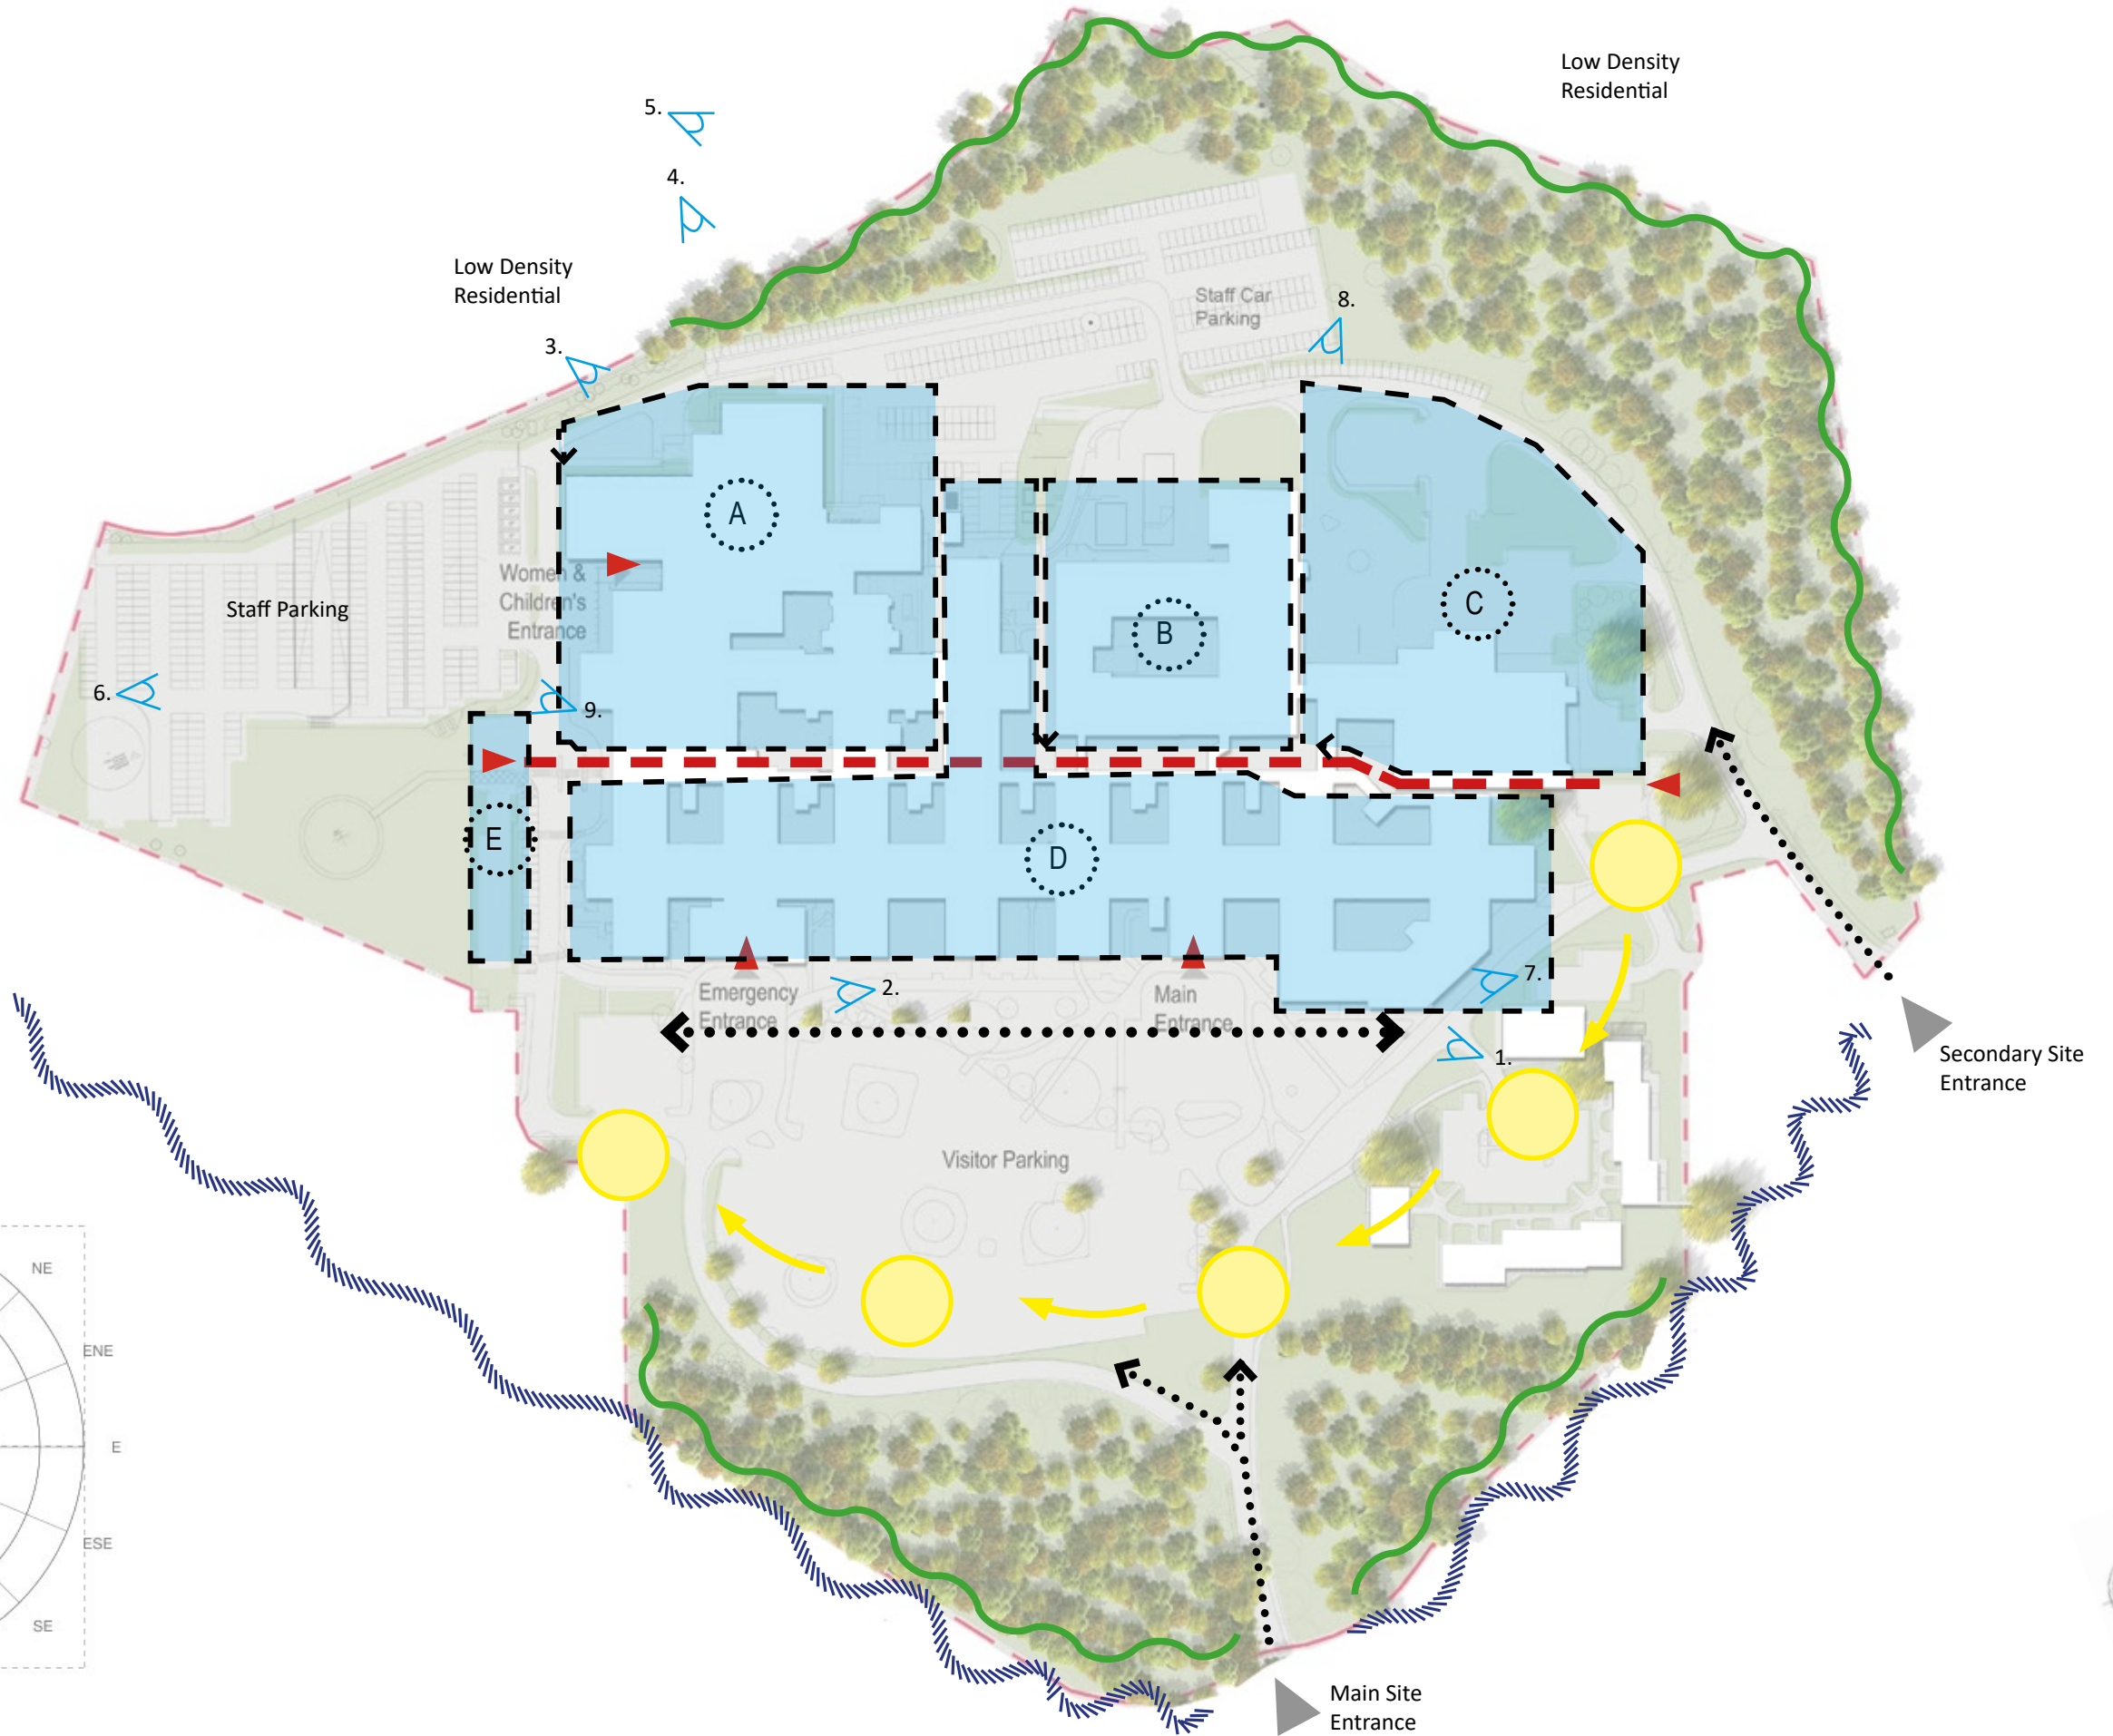 Low Density
Residential
5.
4.
Low Density
Residential
Staff Car
Parking
8.
3.
A
Women &
Children's
Entrance
B
C
Staff Parking
6.
9.
E
D
Emergency
Entrance
2.
Main
Entrance
7.
1.
Secondary Site
Entrance
Visitor Parking
NE
ENE
E
ESE
SE
Main Site
Entrance